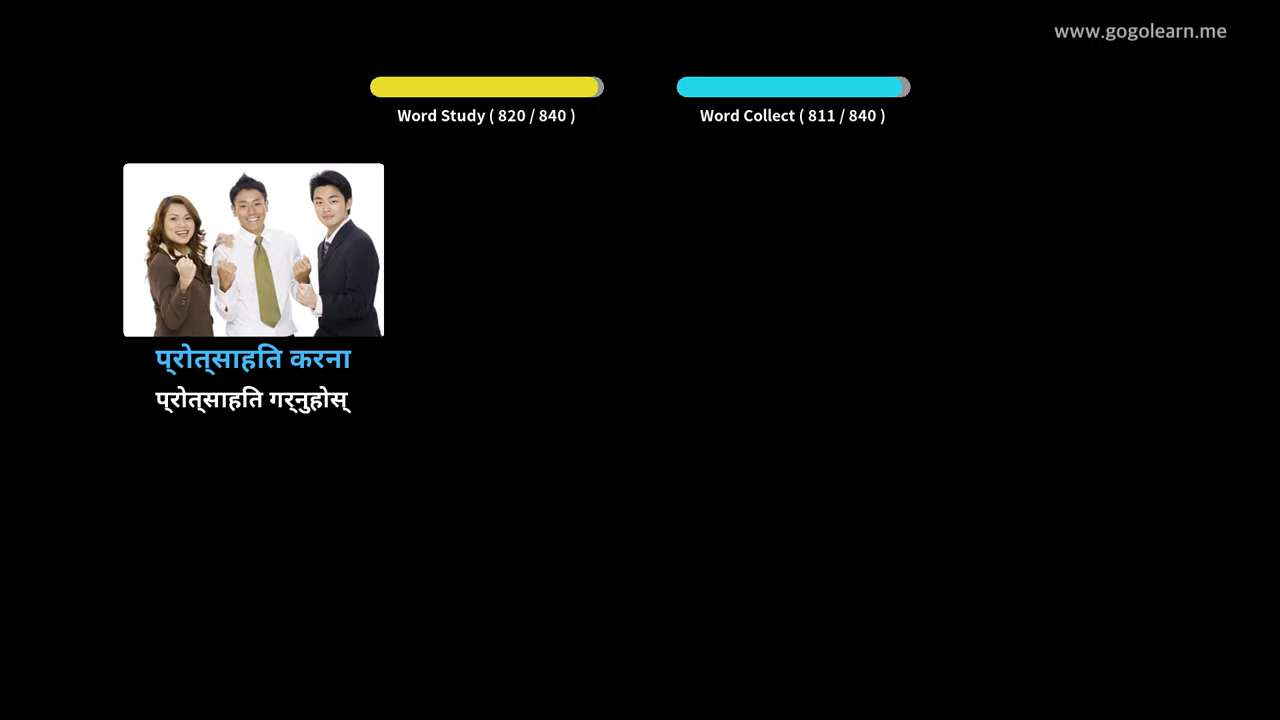 www.gogolearn.me
Word Study ( 820 / 840 )
Word Collect ( 811 / 840 )
प्रोत्साहति करना
प्रोत्साहति गर्नुहोस्